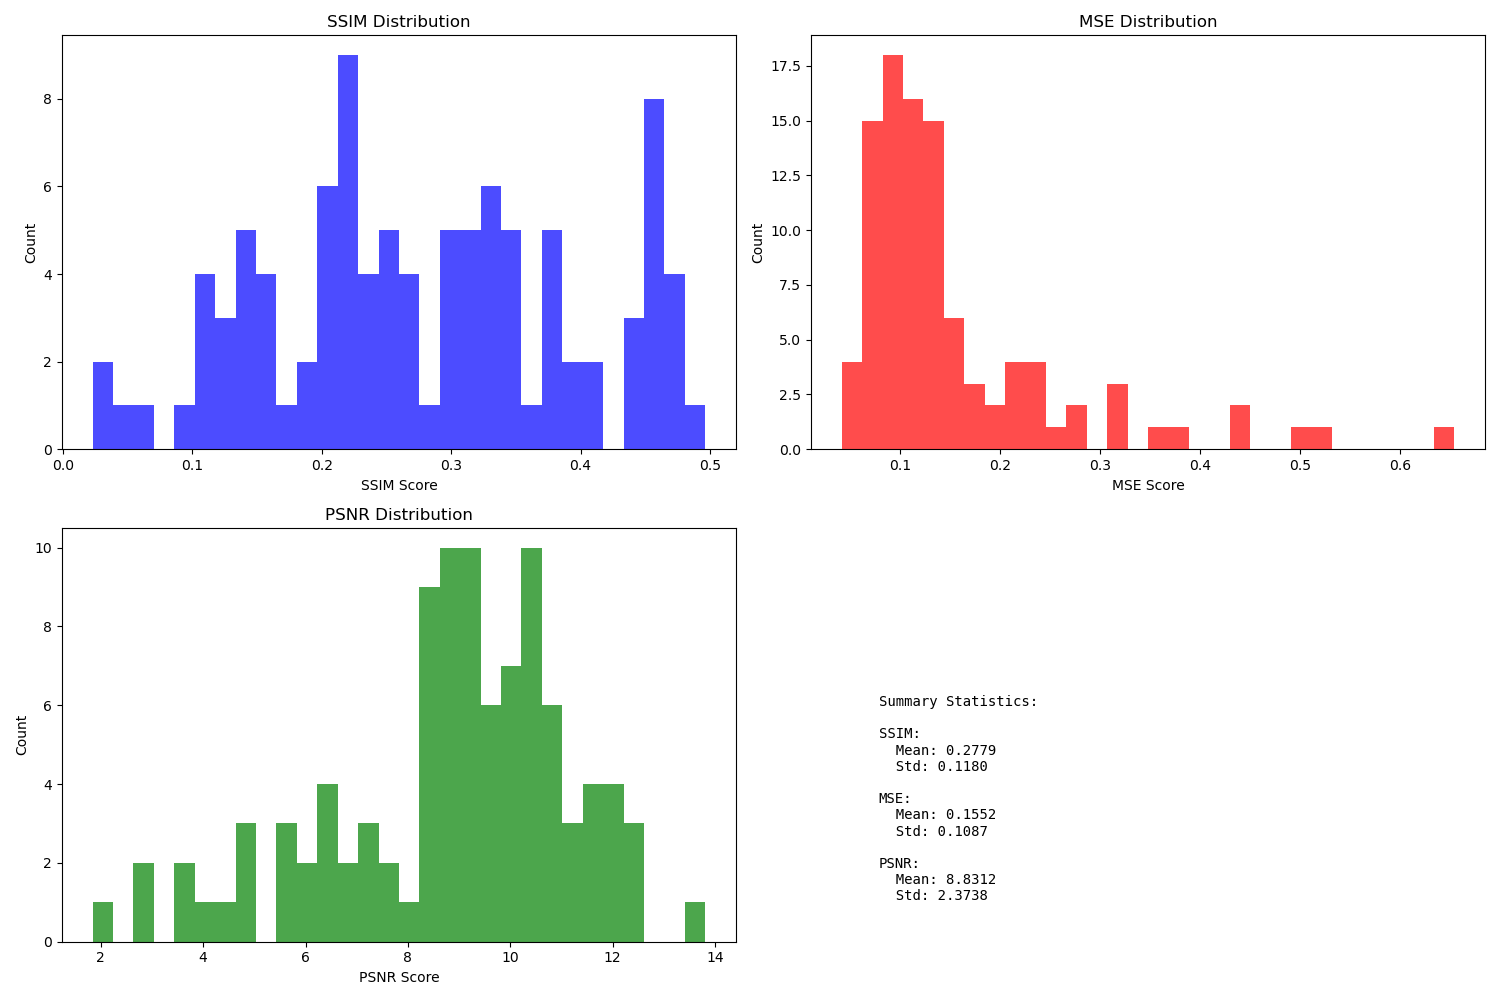 SSIM Distribution
8
6
4
2
0
Count
0.0 0.1 0.2 0.3 0.4 0.5
SSIM Score
MSE Distribution
17.5
15.0
12.5
10.0
7.5
5.0
2.5
0.0
Count
0.1 0.2 0.3 0.4 0.5 0.6
MSE Score
PSNR Distribution
10
8
6
4
2
0
Count
2 4 6 8 10 12 14
PSNR Score
Summary Statistics:
SSIM:
Mean: 0.2779
Std: 0.1180
MSE:
Mean: 0.1552
Std: 0.1087
PSNR:
Mean: 8.8312
Std: 2.3738